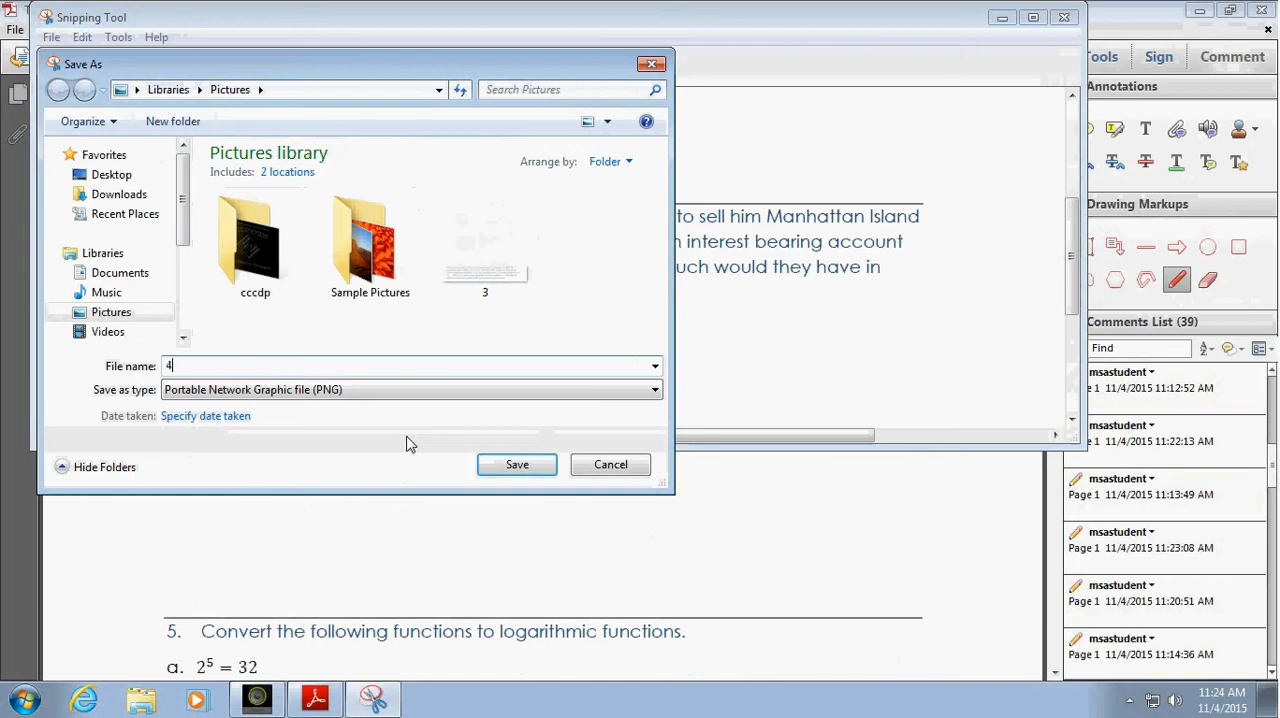 Snipping Tool
File Edit Tools Help
File
Save As
Libraries Pictures
Search Pictures
Organize
New folder
Favorites
Desktop
Downloads
Recent Places
Libraries
Documents
Music
Pictures
Videos
Pictures library
Includes: 2 locations
Arrange by: Folder
cccdp
Sample Pictures
3
File name: 4
Save as type: Portable Network Graphic file (PNG)
Date taken: Specify date taken
Hide Folders
Save
Cancel
to sell him Manhattan Island
interest bearing account
uch would they have in
5. Convert the following functions to logarithmic functions.
a. 2⁵ = 32
Tools Sign Comment
Annotations
Drawing Markups
Comments List (39)
Find
msastudent
Page 1 11/4/2015 11:12:52 AM
msastudent
Page 1 11/4/2015 11:22:13 AM
msastudent
Page 1 11/4/2015 11:13:49 AM
msastudent
Page 1 11/4/2015 11:23:08 AM
msastudent
Page 1 11/4/2015 11:20:51 AM
msastudent
Page 1 11/4/2015 11:14:36 AM
11:24 AM
11/4/2015